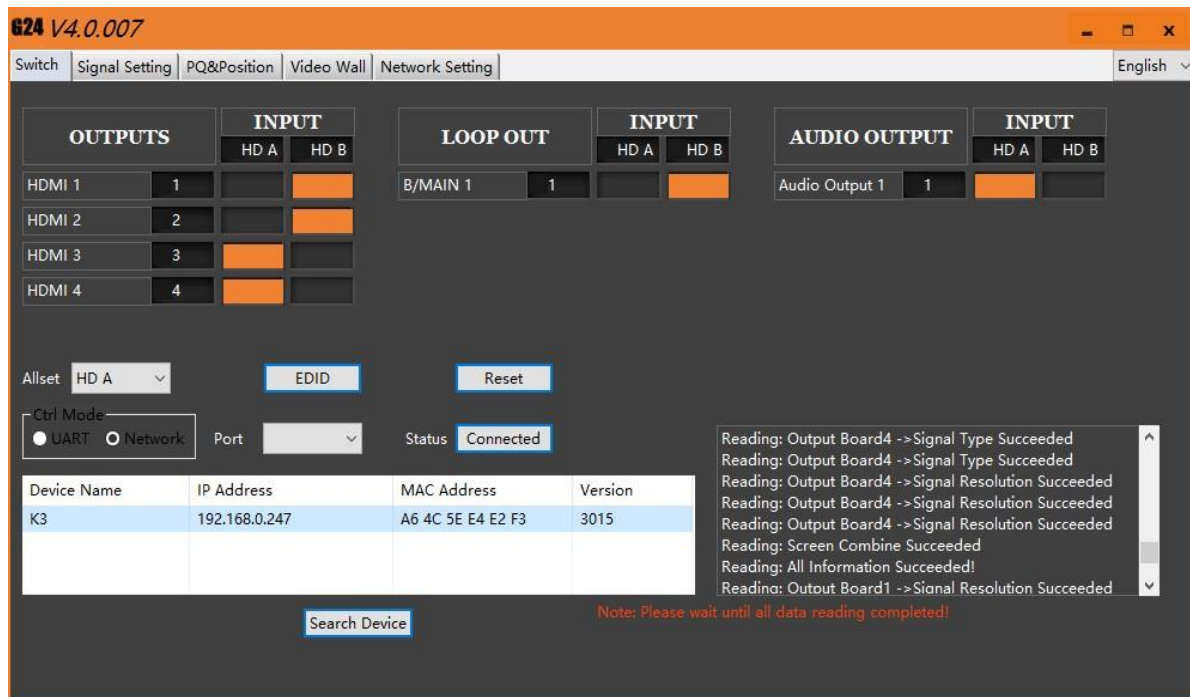 G24 V4.0.007
Switch Signal Setting PQ&Position Video Wall Network Setting English
OUTPUTS INPUT LOOP OUT INPUT AUDIO OUTPUT INPUT
HD A HD B HD A HD B HD A HD B
HDMI 1 1 B/MAIN 1 1 Audio Output 1 1
HDMI 2 2
HDMI 3 3
HDMI 4 4
Allset HD A EDID Reset
Ctrl Mode
UART Network Port Status Connected
Device Name IP Address MAC Address Version
K3 192.168.0.247 A6 4C 5E E4 E2 F3 3015
Reading: Output Board4 ->Signal Type Succeeded
Reading: Output Board4 ->Signal Type Succeeded
Reading: Output Board4 ->Signal Resolution Succeeded
Reading: Output Board4 ->Signal Resolution Succeeded
Reading: Output Board4 ->Signal Resolution Succeeded
Reading: Screen Combine Succeeded
Reading: All Information Succeeded!
Reading: Output Board1 ->Signal Resolution Succeeded
Search Device
Note: Please wait until all data reading completed!